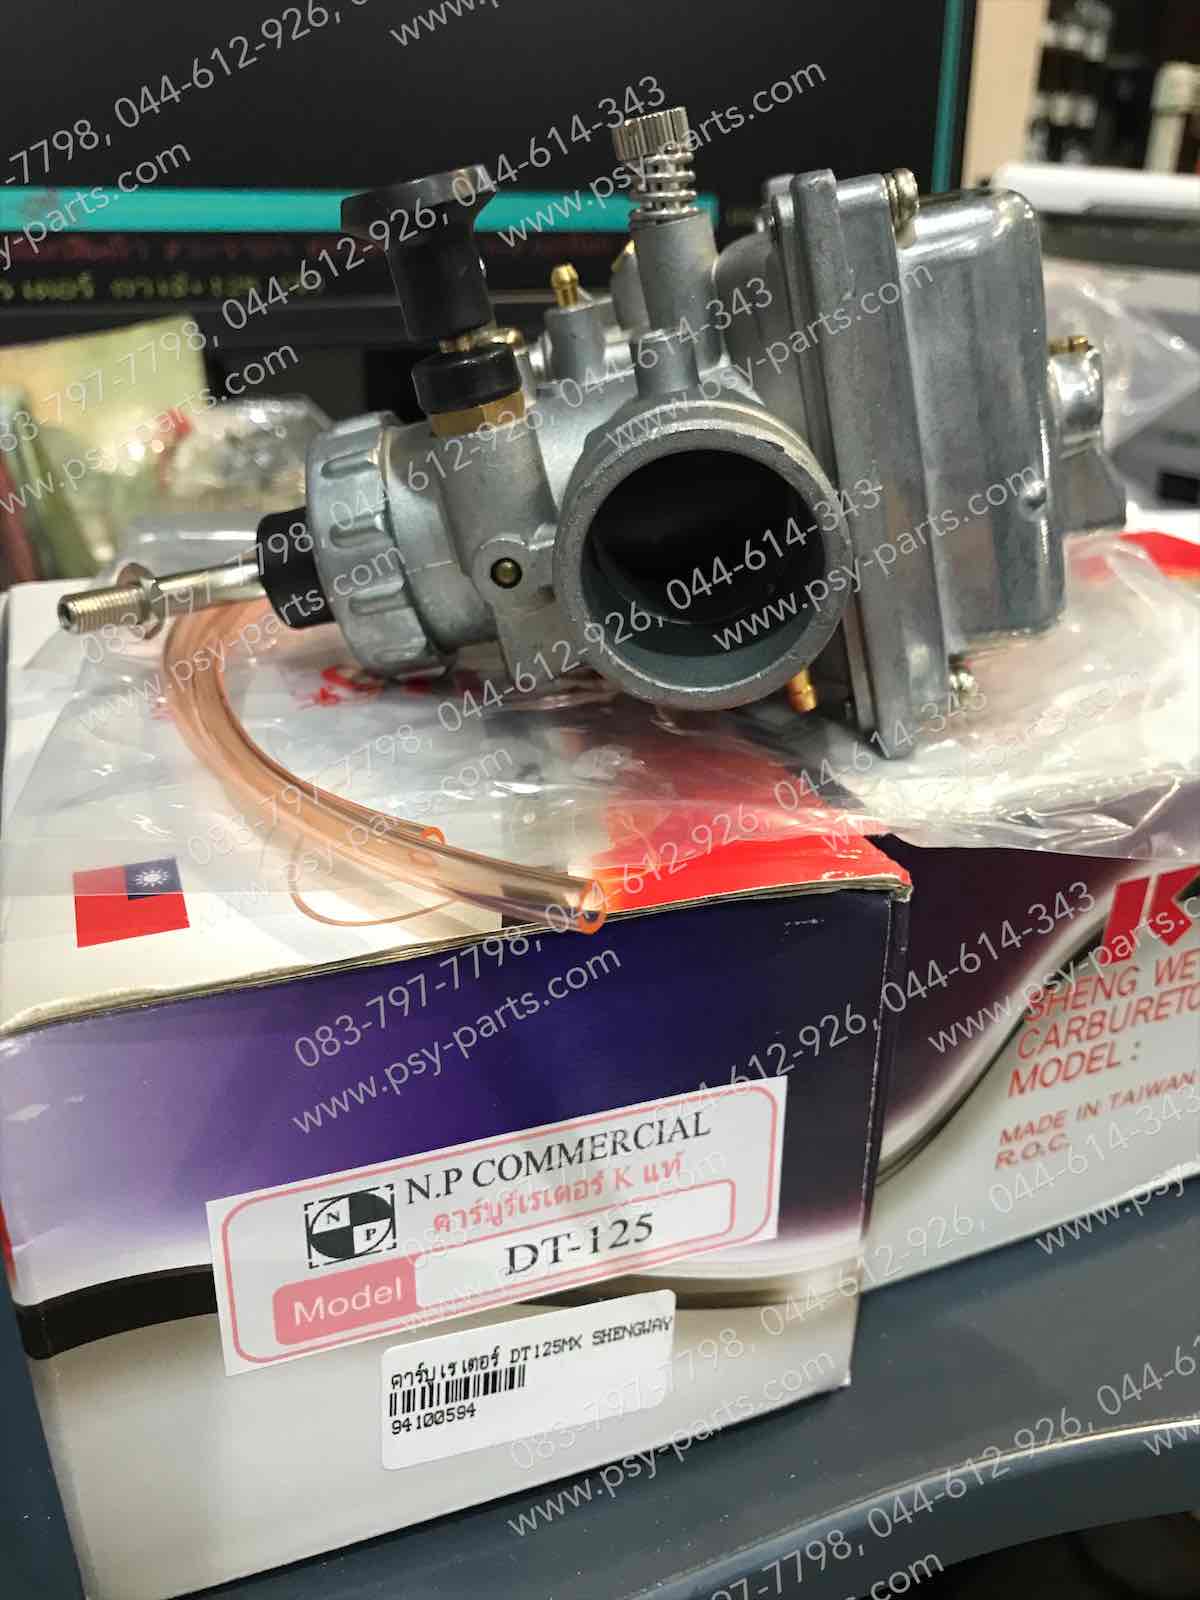 083-797-7798, 044-612-926, 044-614-343
www.psy-parts.com
SHENG WE
CARBURETO
MODEL :
MADE IN TAIWAN
R.O.C.
N P
N.P COMMERCIAL
คาร์บูรีเรเตอร์ K แท้
Model DT-125
คาร์บูเรเตอร์ DT125MX SHENGWAY
94100594